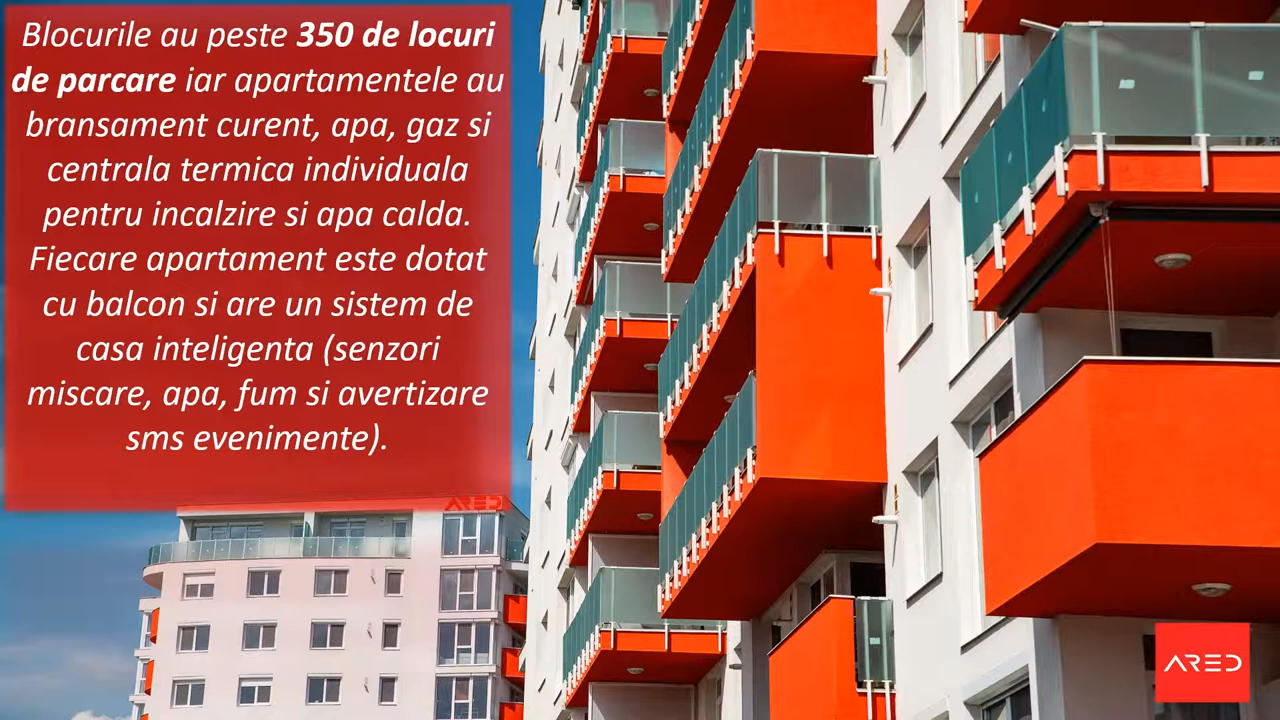 Blocurile au peste 350 de locuri
de parcare iar apartamentele au
bransament curent, apa, gaz si
centrala termica individuala
pentru incalzire si apa calda.
Fiecare apartament este dotat
cu balcon si are un sistem de
casa inteligenta (senzori
miscare, apa, fum si avertizare
sms evenimente).
ARED
ARED